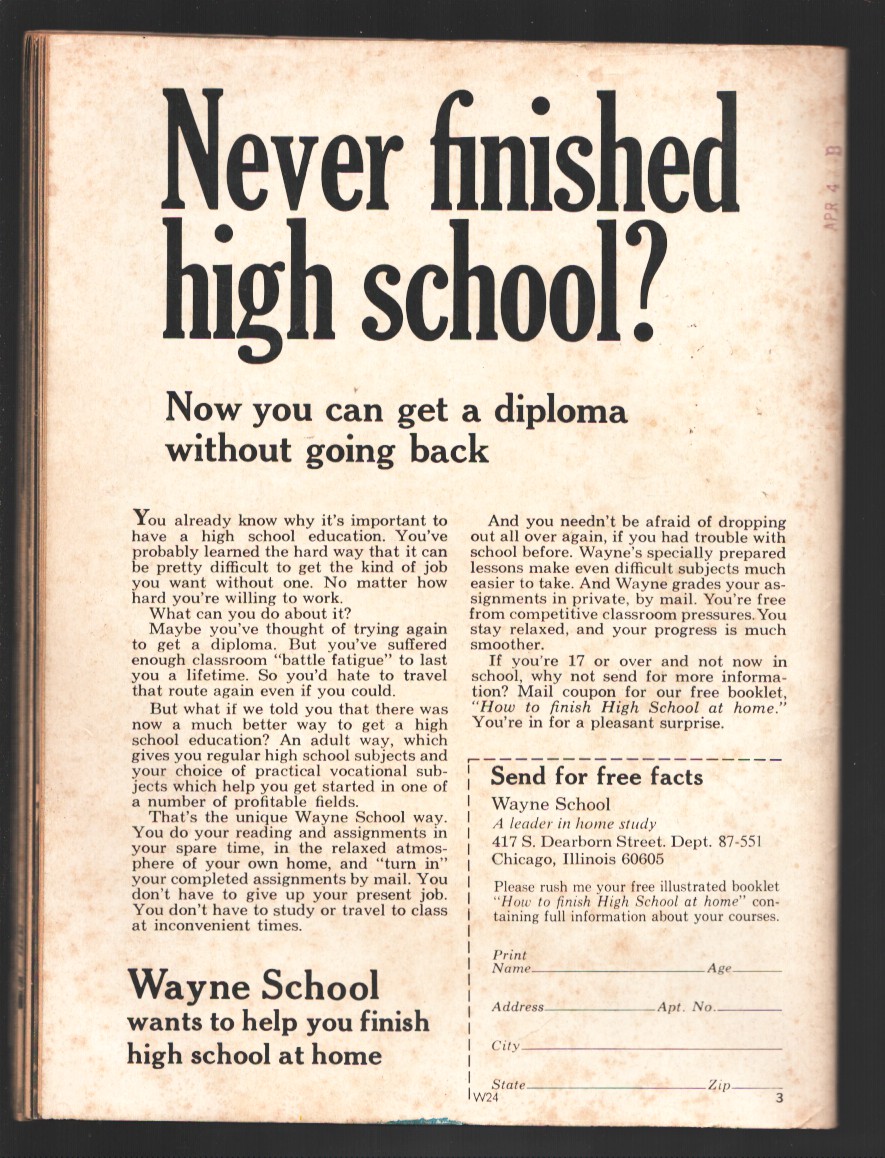 Never finished
high school?
Now you can get a diploma
without going back
You already know why it's important to
have a high school education. You've
probably learned the hard way that it can
be pretty difficult to get the kind of job
you want without one. No matter how
hard you're willing to work.
What can you do about it?
Maybe you've thought of trying again
to get a diploma. But you've suffered
enough classroom "battle fatigue" to last
you a lifetime. So you'd hate to travel
that route again even if you could.
But what if we told you that there was
now a much better way to get a high
school education? An adult way, which
gives you regular high school subjects and
your choice of practical vocational sub-
jects which help you get started in one of
a number of profitable fields.
That's the unique Wayne School way.
You do your reading and assignments in
your spare time, in the relaxed atmos-
phere of your own home, and "turn in"
your completed assignments by mail. You
don't have to give up your present job.
You don't have to study or travel to class
at inconvenient times.
Wayne School
wants to help you finish
high school at home
And you needn't be afraid of dropping
out all over again, if you had trouble with
school before. Wayne's specially prepared
lessons make even difficult subjects much
easier to take. And Wayne grades your as-
signments in private, by mail. You're free
from competitive classroom pressures. You
stay relaxed, and your progress is much
smoother.
If you're 17 or over and not now in
school, why not send for more informa-
tion? Mail coupon for our free booklet,
"How to finish High School at home."
You're in for a pleasant surprise.
Send for free facts
Wayne School
A leader in home study
417 S. Dearborn Street. Dept. 87-551
Chicago, Illinois 60605
Please rush me your free illustrated booklet
"How to finish High School at home" con-
taining full information about your courses.
Print
Name Age
Address Apt. No.
City
State Zip
W24
3
APR 4 B